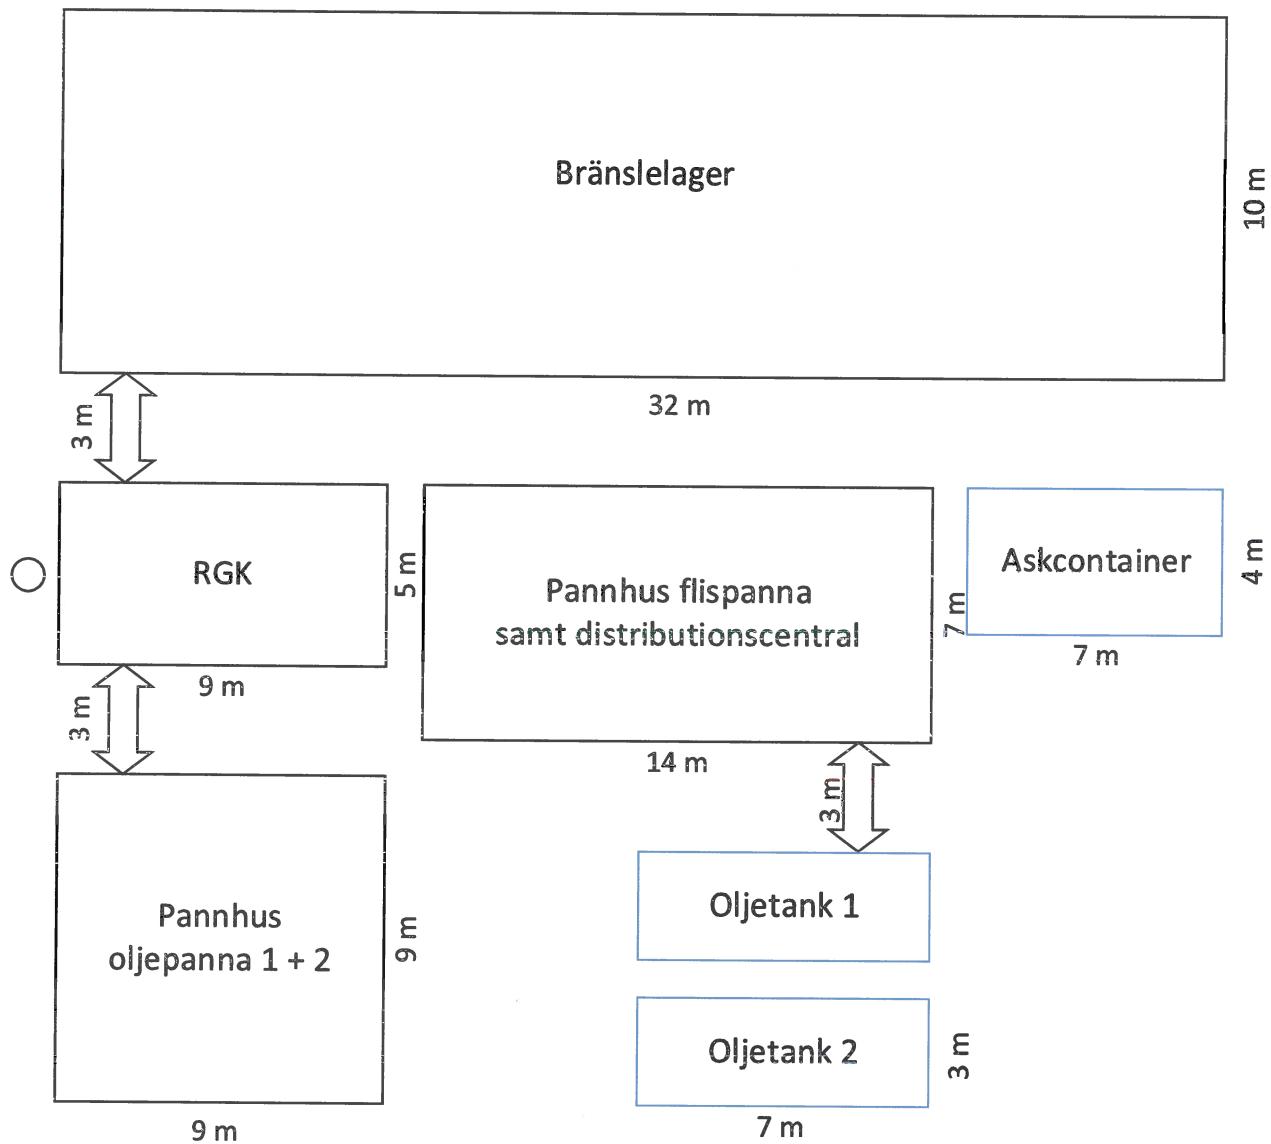 Bränslelager
10 m
32 m
3 m
RGK
5 m
9 m
Pannhus flispanna
samt distributionscentral
7 m
14 m
Askcontainer
4 m
7 m
3 m
3 m
Pannhus
oljepanna 1 + 2
9 m
9 m
Oljetank 1
Oljetank 2
3 m
7 m